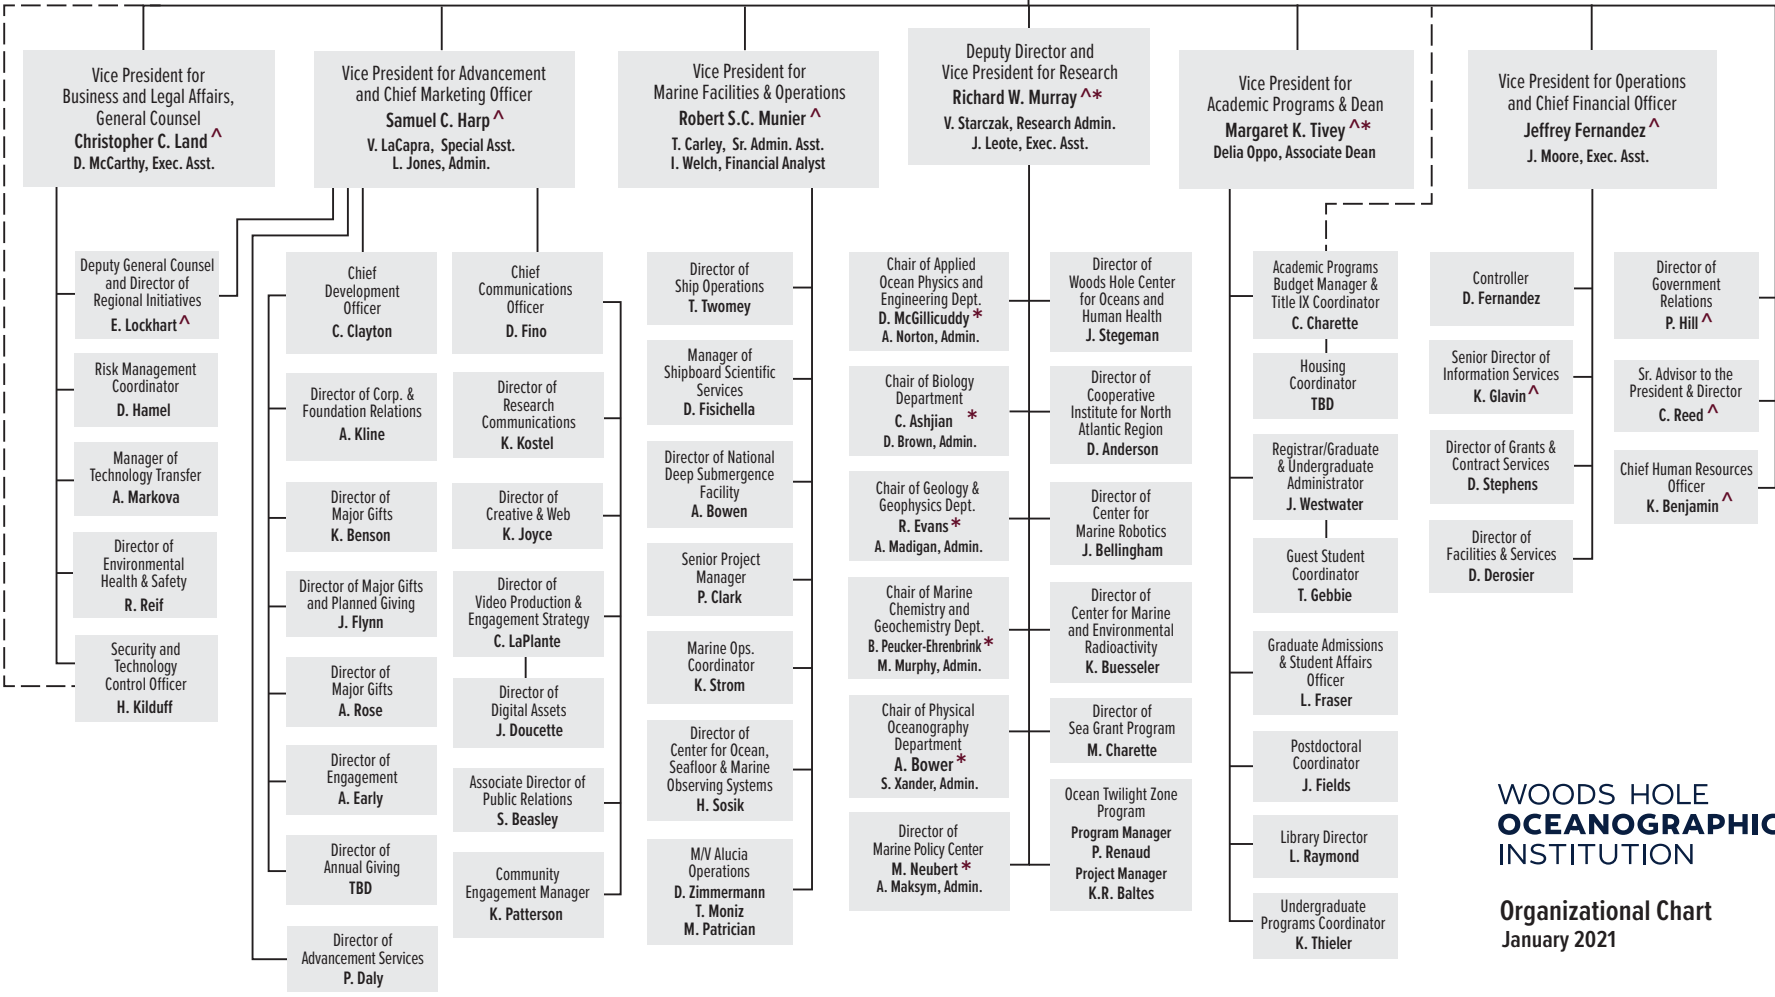 Vice President for
Business and Legal Affairs,
General Counsel
Christopher C. Land ^
D. McCarthy, Exec. Asst.
Vice President for Advancement
and Chief Marketing Officer
Samuel C. Harp ^
V. LaCapra, Special Asst.
L. Jones, Admin.
Vice President for
Marine Facilities & Operations
Robert S.C. Munier ^
T. Carley, Sr. Admin. Asst.
I. Welch, Financial Analyst
Deputy Director and
Vice President for Research
Richard W. Murray ^*
V. Starczak, Research Admin.
J. Leote, Exec. Asst.
Vice President for
Academic Programs & Dean
Margaret K. Tivey ^*
Delia Oppo, Associate Dean
Vice President for Operations
and Chief Financial Officer
Jeffrey Fernandez ^
J. Moore, Exec. Asst.
Deputy General Counsel
and Director of
Regional Initiatives
E. Lockhart ^
Risk Management
Coordinator
D. Hamel
Manager of
Technology Transfer
A. Markova
Director of
Environmental
Health & Safety
R. Reif
Security and
Technology
Control Officer
H. Kilduff
Chief
Development
Officer
C. Clayton
Director of Corp. &
Foundation Relations
A. Kline
Director of
Major Gifts
K. Benson
Director of Major Gifts
and Planned Giving
J. Flynn
Director of
Major Gifts
A. Rose
Director of
Engagement
A. Early
Director of
Annual Giving
TBD
Director of
Advancement Services
P. Daly
Chief
Communications
Officer
D. Fino
Director of
Research
Communications
K. Kostel
Director of
Creative & Web
K. Joyce
Director of
Video Production &
Engagement Strategy
C. LaPlante
Director of
Digital Assets
J. Doucette
Associate Director of
Public Relations
S. Beasley
Community
Engagement Manager
K. Patterson
Director of
Ship Operations
T. Twomey
Manager of
Shipboard Scientific
Services
D. Fisichella
Director of National
Deep Submergence
Facility
A. Bowen
Senior Project
Manager
P. Clark
Marine Ops.
Coordinator
K. Strom
Director of
Center for Ocean,
Seafloor & Marine
Observing Systems
H. Sosik
M/V Alucia
Operations
D. Zimmermann
T. Moniz
M. Patrician
Chair of Applied
Ocean Physics and
Engineering Dept.
D. McGillicuddy *
A. Norton, Admin.
Chair of Biology
Department
C. Ashjian *
D. Brown, Admin.
Chair of Geology &
Geophysics Dept.
R. Evans *
A. Madigan, Admin.
Chair of Marine
Chemistry and
Geochemistry Dept.
B. Peucker-Ehrenbrink *
M. Murphy, Admin.
Chair of Physical
Oceanography
Department
A. Bower *
S. Xander, Admin.
Director of
Marine Policy Center
M. Neubert *
A. Maksym, Admin.
Director of
Woods Hole Center
for Oceans and
Human Health
J. Stegeman
Director of
Cooperative
Institute for North
Atlantic Region
D. Anderson
Director of
Center for
Marine Robotics
J. Bellingham
Director of
Center for Marine
and Environmental
Radioactivity
K. Buesseler
Director of
Sea Grant Program
M. Charette
Ocean Twilight Zone
Program
Program Manager
P. Renaud
Project Manager
K.R. Baltes
Academic Programs
Budget Manager &
Title IX Coordinator
C. Charette
Housing
Coordinator
TBD
Registrar/Graduate
& Undergraduate
Administrator
J. Westwater
Guest Student
Coordinator
T. Gebbie
Graduate Admissions
& Student Affairs
Officer
L. Fraser
Postdoctoral
Coordinator
J. Fields
Library Director
L. Raymond
Undergraduate
Programs Coordinator
K. Thieler
Controller
D. Fernandez
Senior Director of
Information Services
K. Glavin ^
Director of Grants &
Contract Services
D. Stephens
Director of
Facilities & Services
D. Derosier
Director of
Government
Relations
P. Hill ^
Sr. Advisor to the
President & Director
C. Reed ^
Chief Human Resources
Officer
K. Benjamin ^
WOODS HOLE
OCEANOGRAPHIC
INSTITUTION
Organizational Chart
January 2021